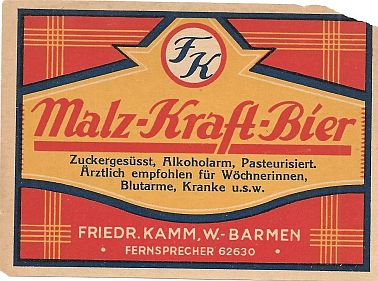 FK
Malz-Kraft-Bier
Zuckergesüsst, Alkoholarm, Pasteurisiert.
Ärztlich empfohlen für Wöchnerinnen,
Blutarme, Kranke u.s.w.
FRIEDR. KAMM, W.-BARMEN
• FERNSPRECHER 62630 •